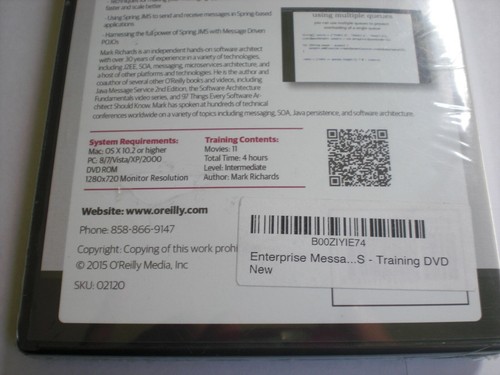 faster and scale better
- Using Spring JMS to send and receive messages in Spring-based
applications
- Harnessing the full power of Spring JMS with Message Driven
POJOs
Mark Richards is an independent hands-on software architect
with over 30 years of experience in a variety of technologies,
including J2EE, SOA, messaging, microservices architecture, and
a host of other platforms and technologies. He is the author and
coauthor of several other O'Reilly books and videos, including
Java Message Service 2nd Edition, the Software Architecture
Fundamentals video series, and 97 Things Every Software Ar-
chitect Should Know. Mark has spoken at hundreds of technical
conferences worldwide on a variety of topics including messaging, SOA, Java persistence, and software architecture.
using multiple queues
System Requirements:
Mac: OS X 10.2 or higher
PC: 8/7/Vista/XP/2000
DVD ROM
1280x720 Monitor Resolution
Training Contents:
Movies: 11
Total Time: 4 hours
Level: Intermediate
Author: Mark Richards
Website: www.oreilly.com
Phone: 858-866-9147
Copyright: Copying of this work prohi
© 2015 O'Reilly Media, Inc
SKU: 02120
B00ZIYIE74
Enterprise Messa...S - Training DVD
New